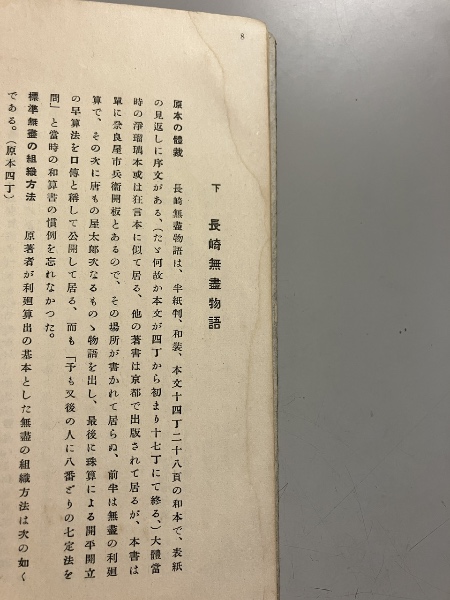 8
下　長崎無盡物語
原本の體裁　長崎無盡物語は、半紙判、和装、本文十四丁二十八頁の和本で、表紙
の見返しに序文がある、(たゞ何故か本文が四丁から初まり十七丁にて終る、)大體當
時の淨瑠璃本或は狂言本に似て居る、他の著書は京都で出版されて居るが、本書は
單に奈良屋市兵衞開板とあるので、その場所が書かれて居らぬ、前半は無盡の利廻
算で、その次に唐もの屋太郎次なるものゝ物語を出し、最後に珠算による開平開立
の早算法を口傳と稱して公開して居る、而も「予も又後の人に八番どりの七定法を
問」と當時の和算書の慣例を忘れなかつた。
標準無盡の組織方法　原著者が利廻算出の基本とした無盡の組織方法は次の如く
である。(原本四丁)